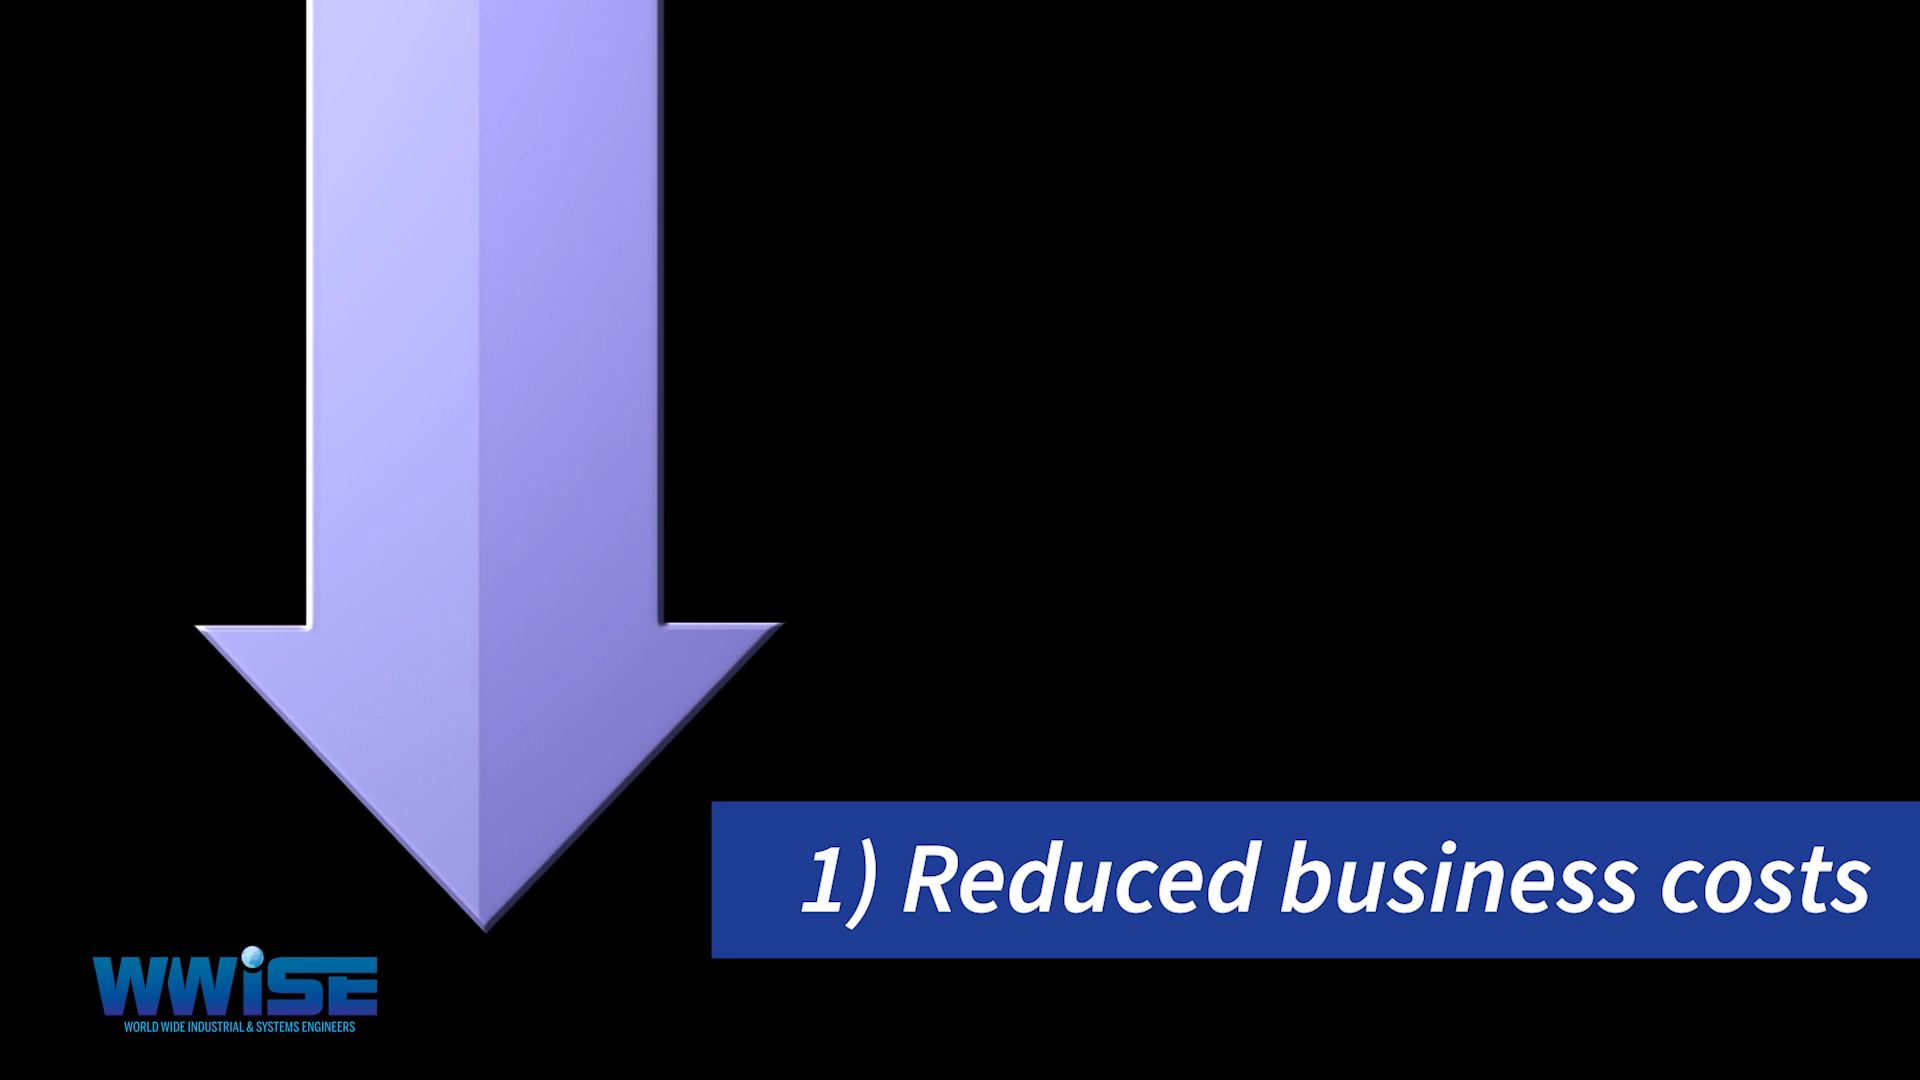 1) Reduced business costs
WWiSE
WORLD WIDE INDUSTRIAL & SYSTEMS ENGINEERS